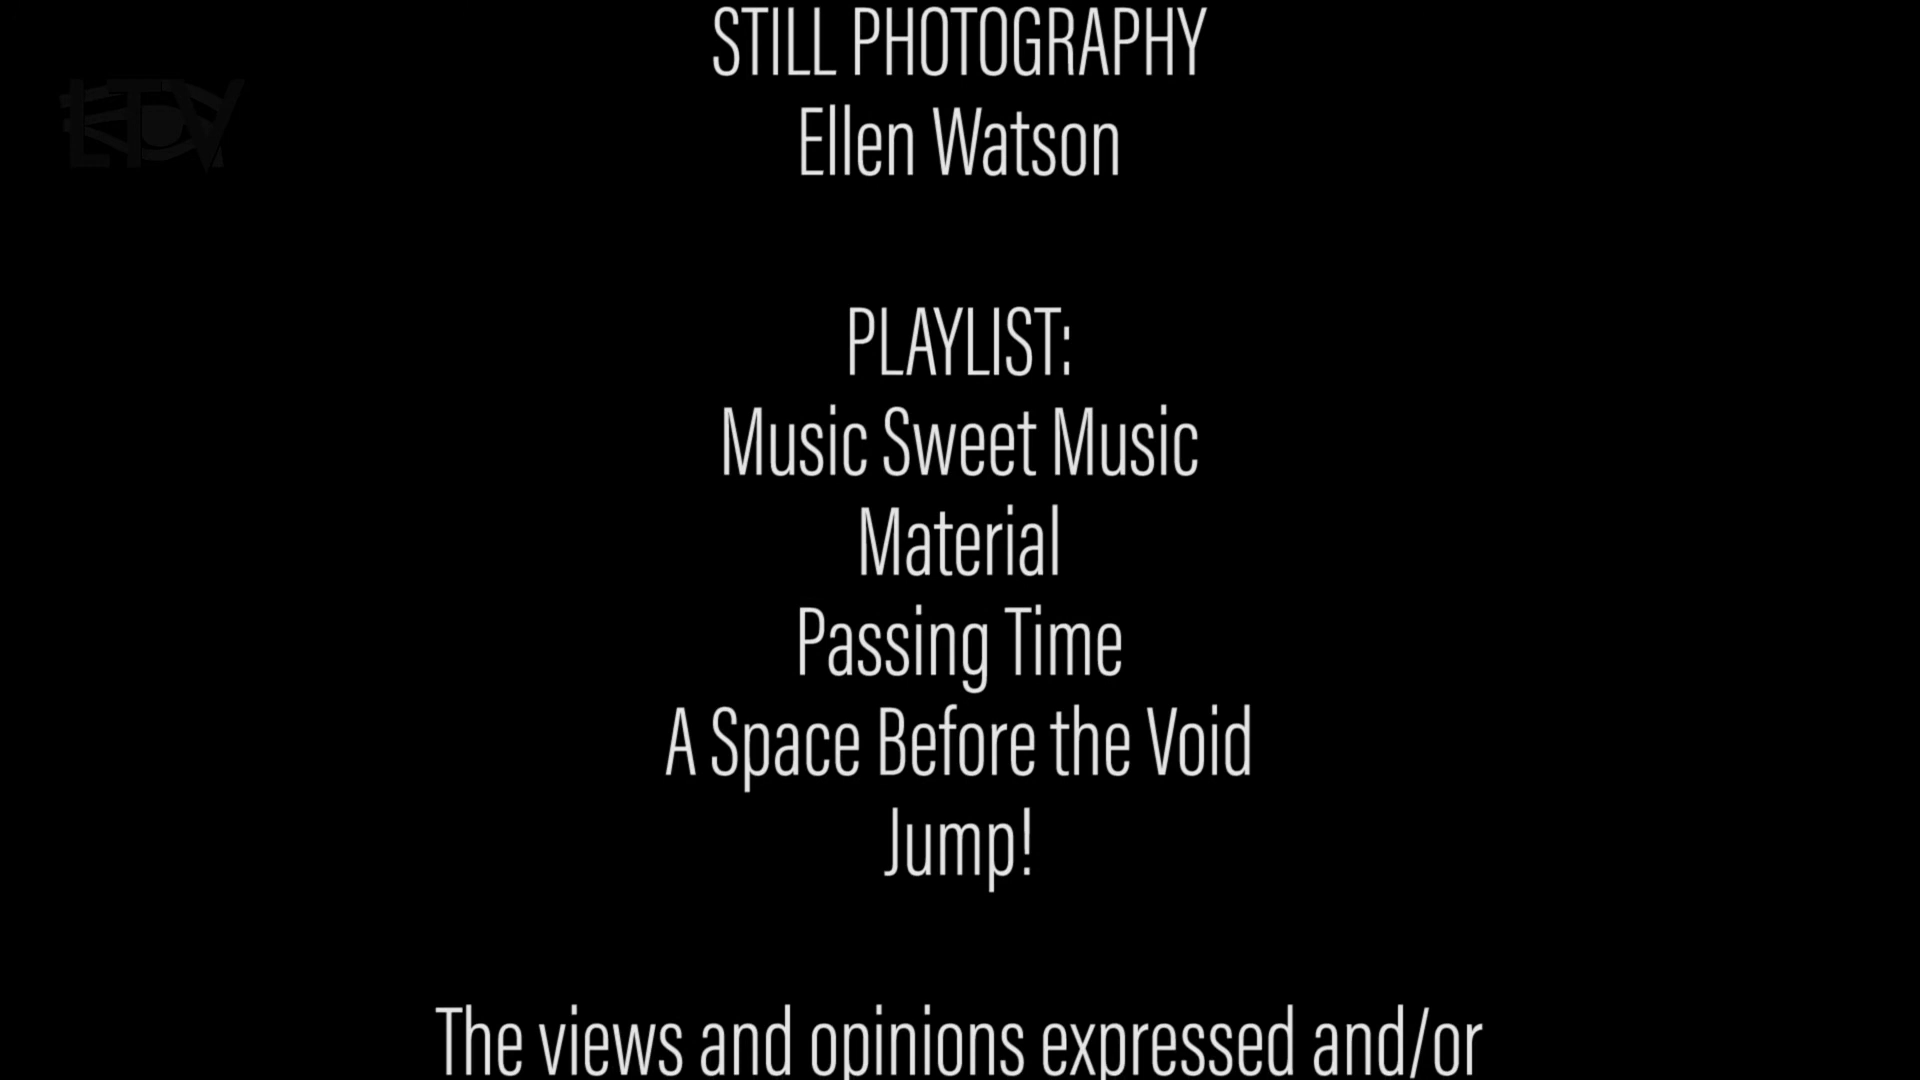 STILL PHOTOGRAPHY
LTV
Ellen Watson
PLAYLIST:
Music Sweet Music
Material
Passing Time
A Space Before the Void
Jump!
The views and opinions expressed and/or